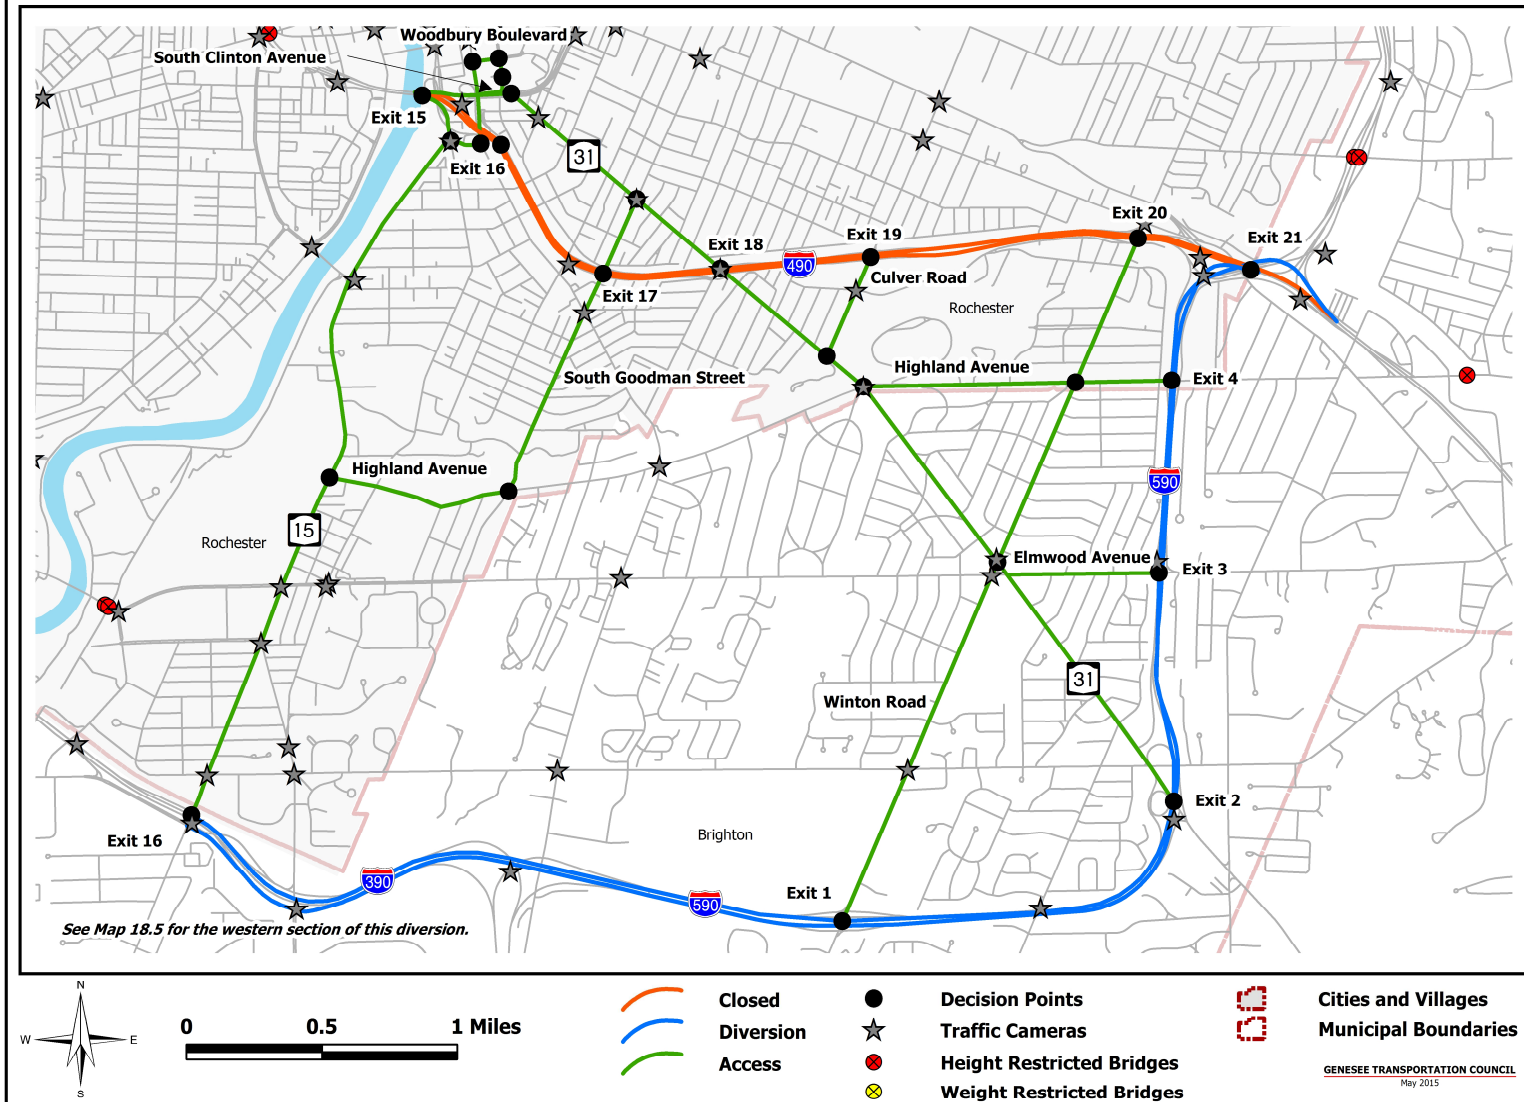 Woodbury Boulevard
South Clinton Avenue
Exit 15
31
Exit 16
Exit 20
Exit 19
Exit 21
Exit 18
490
Culver Road
Exit 17
Rochester
Highland Avenue
South Goodman Street
Exit 4
Highland Avenue
590
15
Rochester
Elmwood Avenue
Exit 3
31
Winton Road
Exit 2
Brighton
Exit 16
390
Exit 1
590
See Map 18.5 for the western section of this diversion.
N
W
E
S
0 0.5 1 Miles
Closed
Diversion
Access
Decision Points
Traffic Cameras
Height Restricted Bridges
Weight Restricted Bridges
Cities and Villages
Municipal Boundaries
GENESEE TRANSPORTATION COUNCIL
May 2015